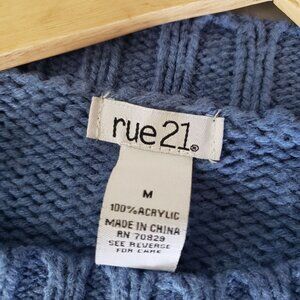 rue21®
M
100% ACRYLIC
MADE IN CHINA
RN 70829
SEE REVERSE
FOR CARE